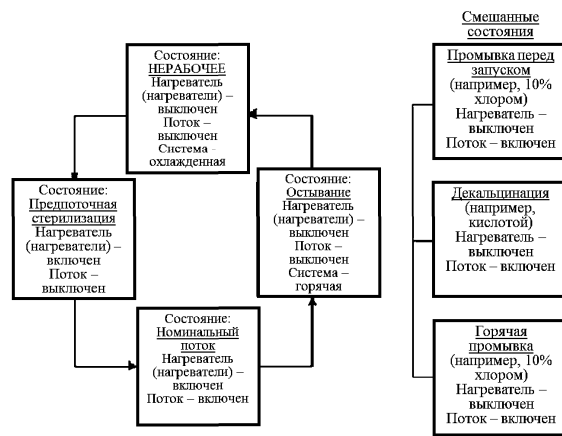 Состояние:
НЕРАБОЧЕЕ
Нагреватель
(нагреватели) –
выключен
Поток –
выключен
Система -
охлажденная
Состояние:
Предпоточная
стерилизация
Нагреватель
(нагреватели) –
включен
Поток –
выключен
Состояние:
Остывание
Нагреватель
(нагреватели) –
выключен
Поток –
выключен
Система –
горячая
Состояние:
Номинальный
поток
Нагреватель
(нагреватели) –
включен
Поток – включен
Смешанные
состояния
Промывка перед
запуском
(например, 10%
хлором)
Нагреватель –
выключен
Поток – включен
Декальцинация
(например,
кислотой)
Нагреватель –
выключен
Поток – включен
Горячая
промывка
(например, 10%
хлором)
Нагреватель –
выключен
Поток – включен